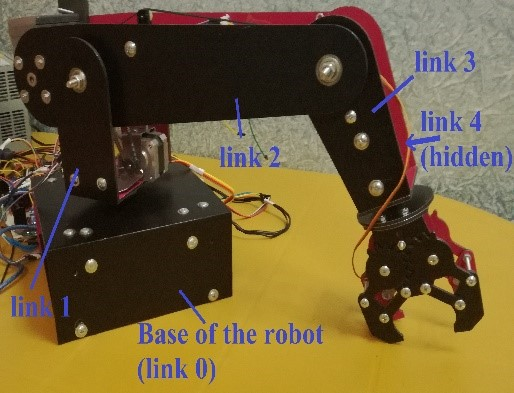 link 3
link 4
(hidden)
link 2
link 1
Base of the robot
(link 0)